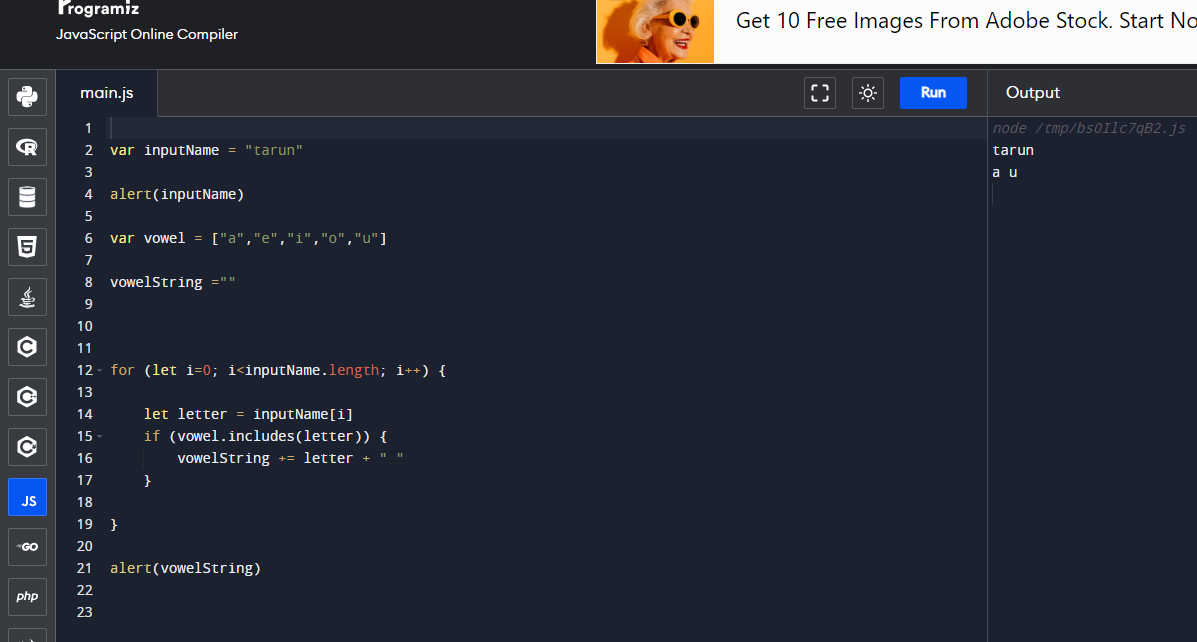 Programiz
JavaScript Online Compiler
Get 10 Free Images From Adobe Stock. Start No
main.js
Run
Output
1
2 var inputName = "tarun"
3
4 alert(inputName)
5
6 var vowel = ["a","e","i","o","u"]
7
8 vowelString =""
9
10
11
12 for (let i=0; i<inputName.length; i++) {
13
14     let letter = inputName[i]
15     if (vowel.includes(letter)) {
16         vowelString += letter + " "
17     }
18
19 }
20
21 alert(vowelString)
22
23
node /tmp/bsOIlc7qB2.js
tarun
a u
R
5
C
C
C
JS
GO
php